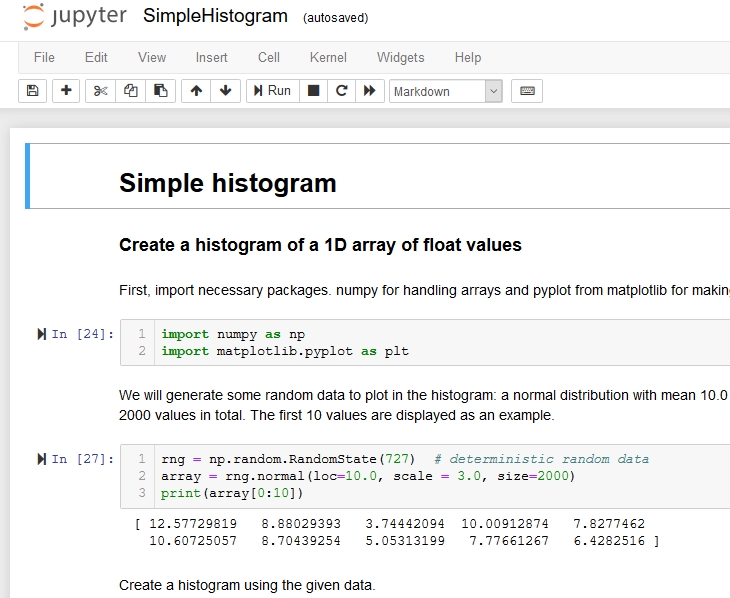 jupyter SimpleHistogram (autosaved)
File Edit View Insert Cell Kernel Widgets Help
Run Markdown
Simple histogram
Create a histogram of a 1D array of float values
First, import necessary packages. numpy for handling arrays and pyplot from matplotlib for makin
In [24]: 1 import numpy as np
2 import matplotlib.pyplot as plt
We will generate some random data to plot in the histogram: a normal distribution with mean 10.0
2000 values in total. The first 10 values are displayed as an example.
In [27]: 1 rng = np.random.RandomState(727) # deterministic random data
2 array = rng.normal(loc=10.0, scale = 3.0, size=2000)
3 print(array[0:10])
[ 12.57729819 8.88029393 3.74442094 10.00912874 7.8277462
10.60725057 8.70439254 5.05313199 7.77661267 6.4282516 ]
Create a histogram using the given data.